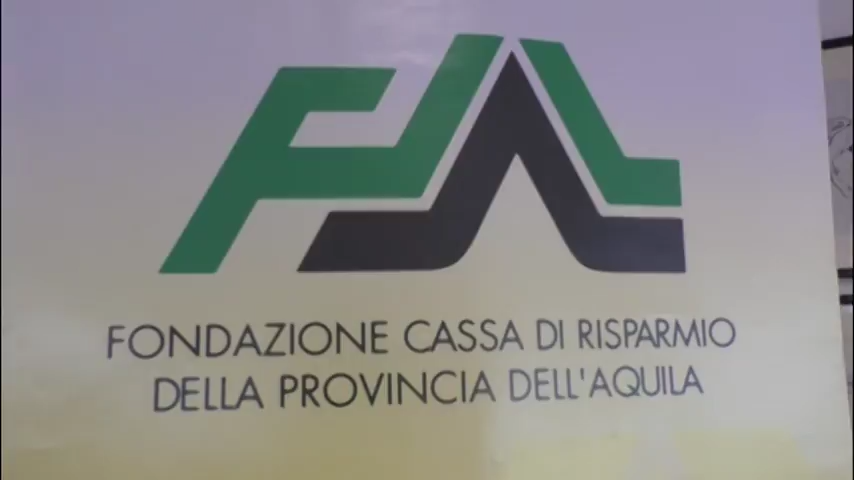 FONDAZIONE CASSA DI RISPARMIO
DELLA PROVINCIA DELL'AQUILA